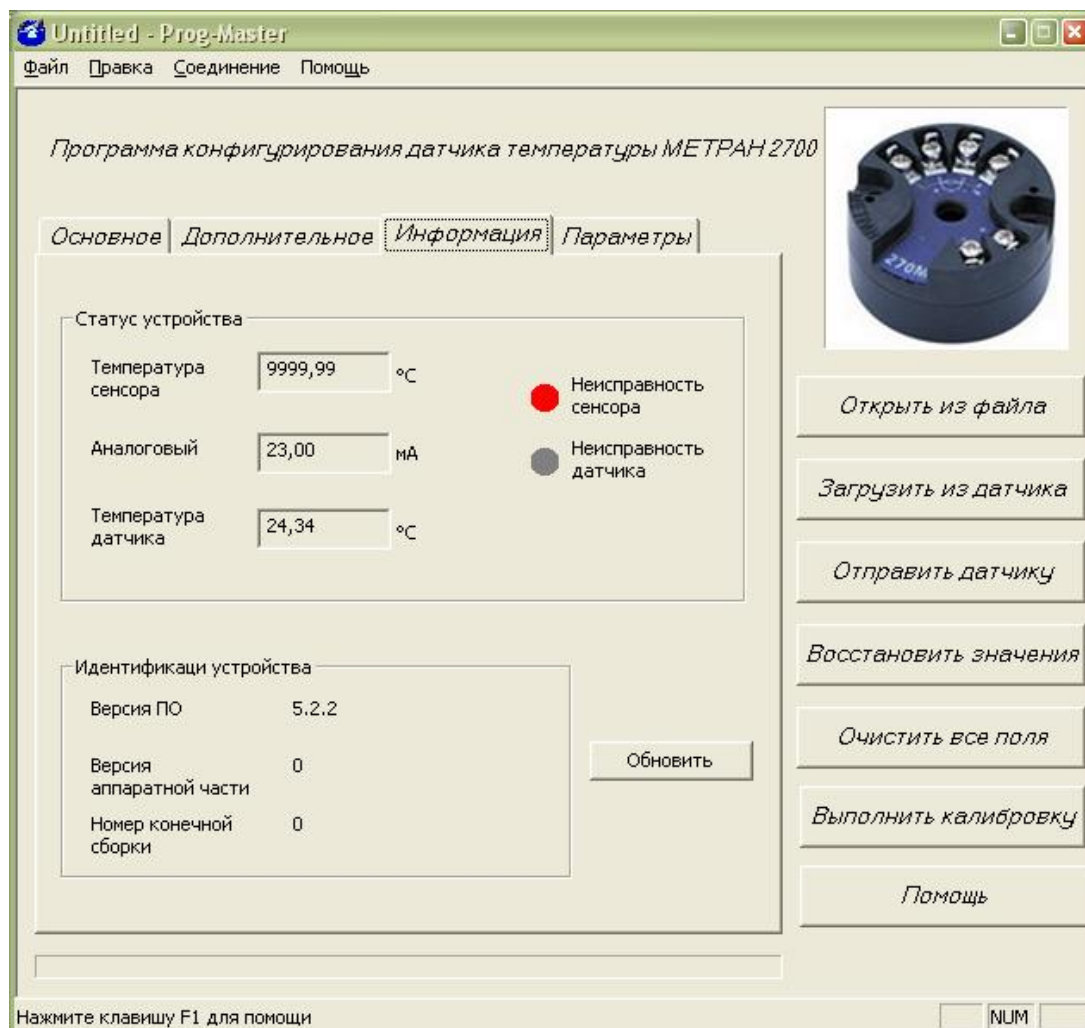 Untitled - Prog-Master
Файл Правка Соединение Помощь
Программа конфигурирования датчика температуры МЕТРАН 2700
270М
Основное Дополнительное Информация Параметры
Статус устройства
Температура
сенсора
9999,99 °C
Неисправность
сенсора
Аналоговый 23,00 мА
Неисправность
датчика
Температура
датчика
24,34 °C
Идентификаци устройства
Версия ПО 5.2.2
Версия
аппаратной части
0
Номер конечной
сборки
0
Обновить
Открыть из файла
Загрузить из датчика
Отправить датчику
Восстановить значения
Очистить все поля
Выполнить калибровку
Помощь
Нажмите клавишу F1 для помощи
NUM